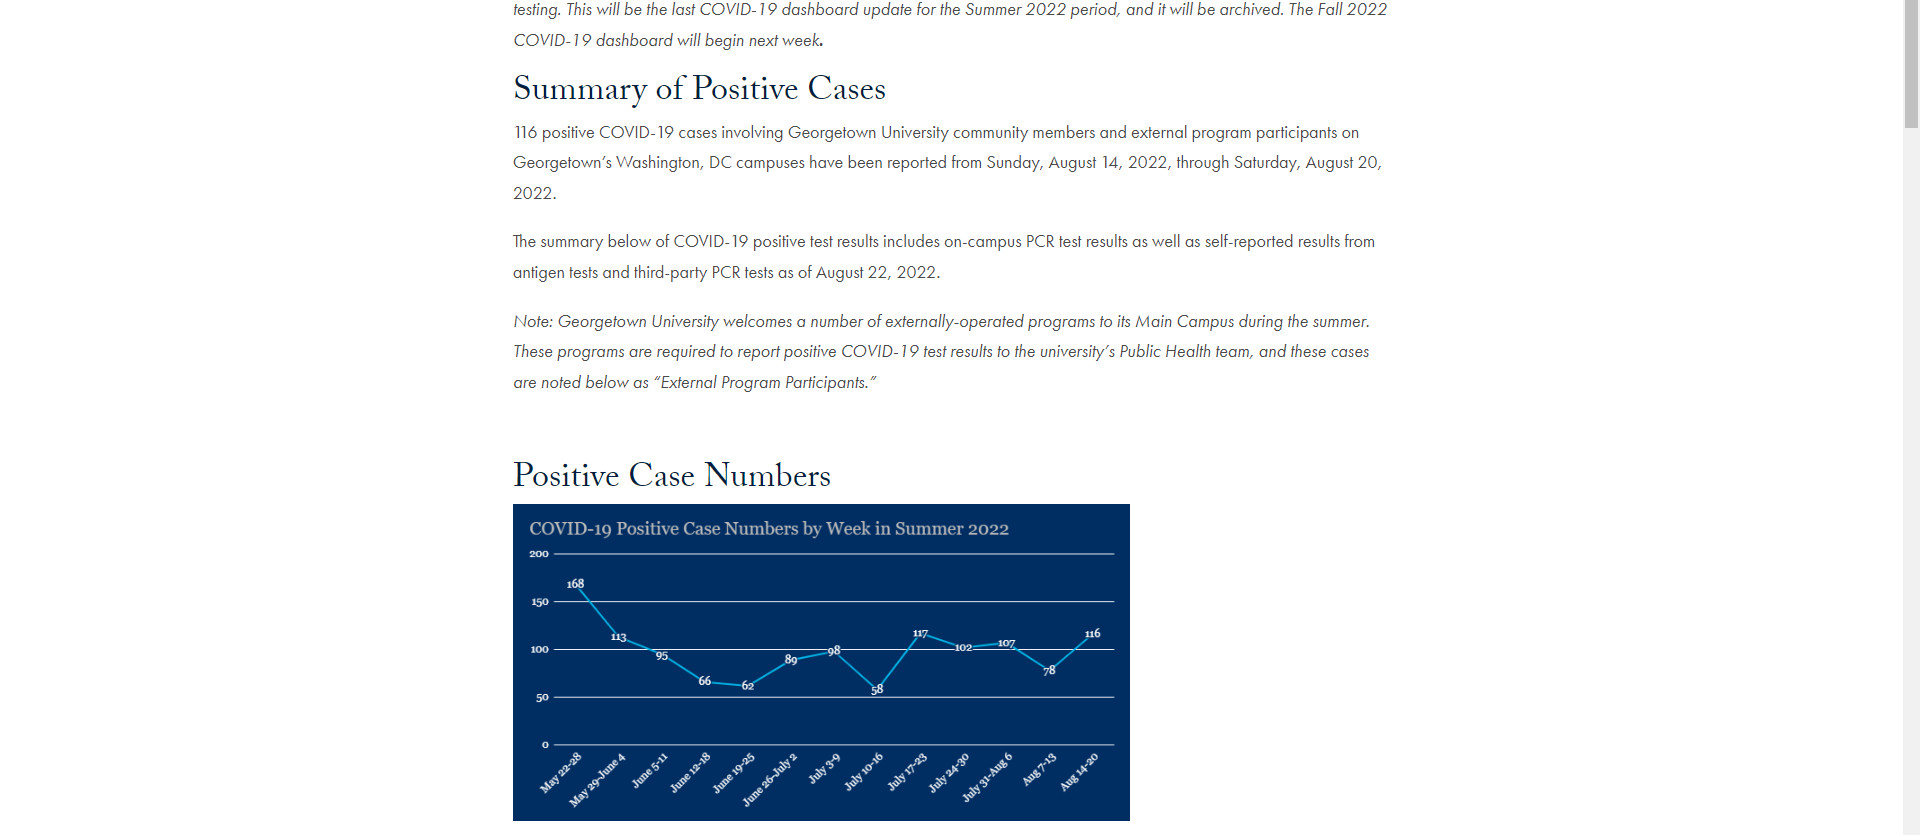 testing. This will be the last COVID-19 dashboard update for the Summer 2022 period, and it will be archived. The Fall 2022
COVID-19 dashboard will begin next week.
Summary of Positive Cases
116 positive COVID-19 cases involving Georgetown University community members and external program participants on
Georgetown’s Washington, DC campuses have been reported from Sunday, August 14, 2022, through Saturday, August 20,
2022.
The summary below of COVID-19 positive test results includes on-campus PCR test results as well as self-reported results from
antigen tests and third-party PCR tests as of August 22, 2022.
Note: Georgetown University welcomes a number of externally-operated programs to its Main Campus during the summer.
These programs are required to report positive COVID-19 test results to the university’s Public Health team, and these cases
are noted below as “External Program Participants.”
Positive Case Numbers
COVID-19 Positive Case Numbers by Week in Summer 2022
200
168
150
113
117
116
107
102
100
98
95
89
78
66
62
58
50
0
May 22-28
May 29-June 4
June 5-11
June 12-18
June 19-25
June 26-July 2
July 3-9
July 10-16
July 17-23
July 24-30
July 31-Aug 6
Aug 7-13
Aug 14-20